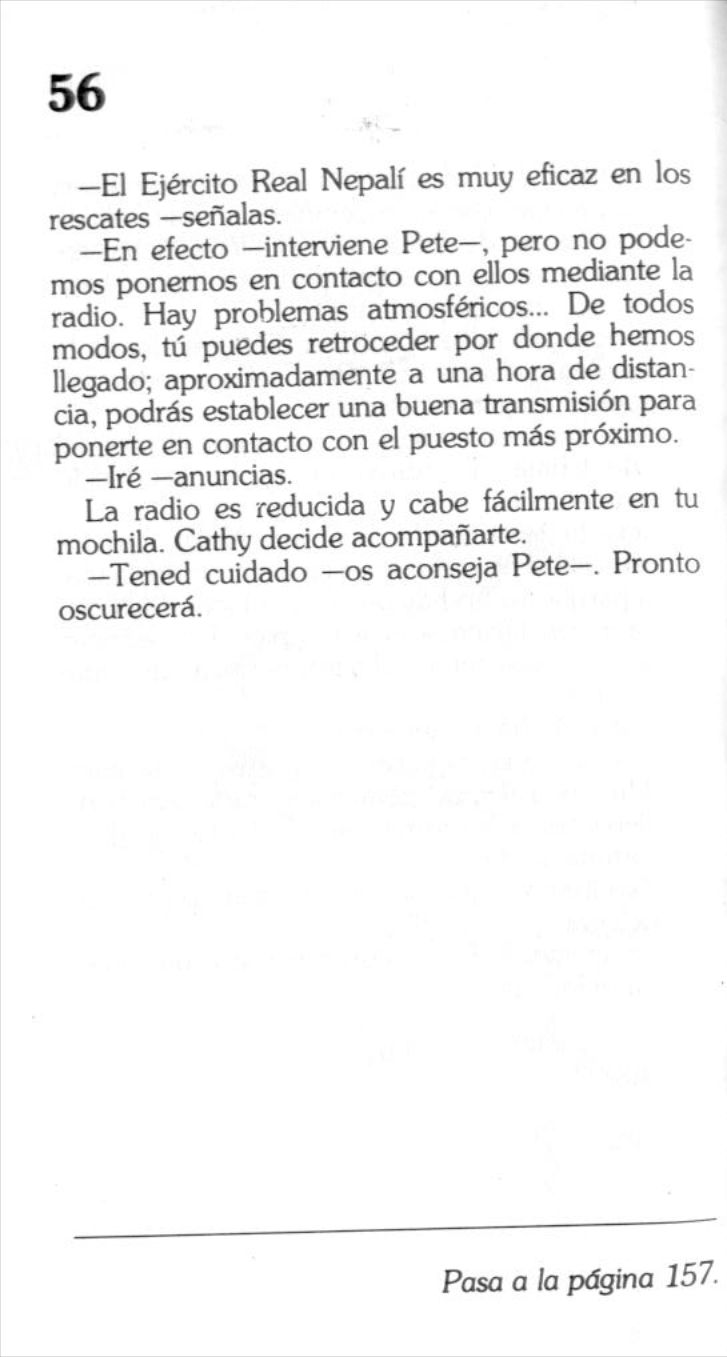 56
—El Ejército Real Nepalí es muy eficaz en los
rescates —señalas.
—En efecto —interviene Pete—, pero no pode-
mos ponernos en contacto con ellos mediante la
radio. Hay problemas atmosféricos... De todos
modos, tú puedes retroceder por donde hemos
llegado; aproximadamente a una hora de distan-
cia, podrás establecer una buena transmisión para
ponerte en contacto con el puesto más próximo.
—Iré —anuncias.
La radio es reducida y cabe fácilmente en tu
mochila. Cathy decide acompañarte.
—Tened cuidado —os aconseja Pete—. Pronto
oscurecerá.
Pasa a la página 157.